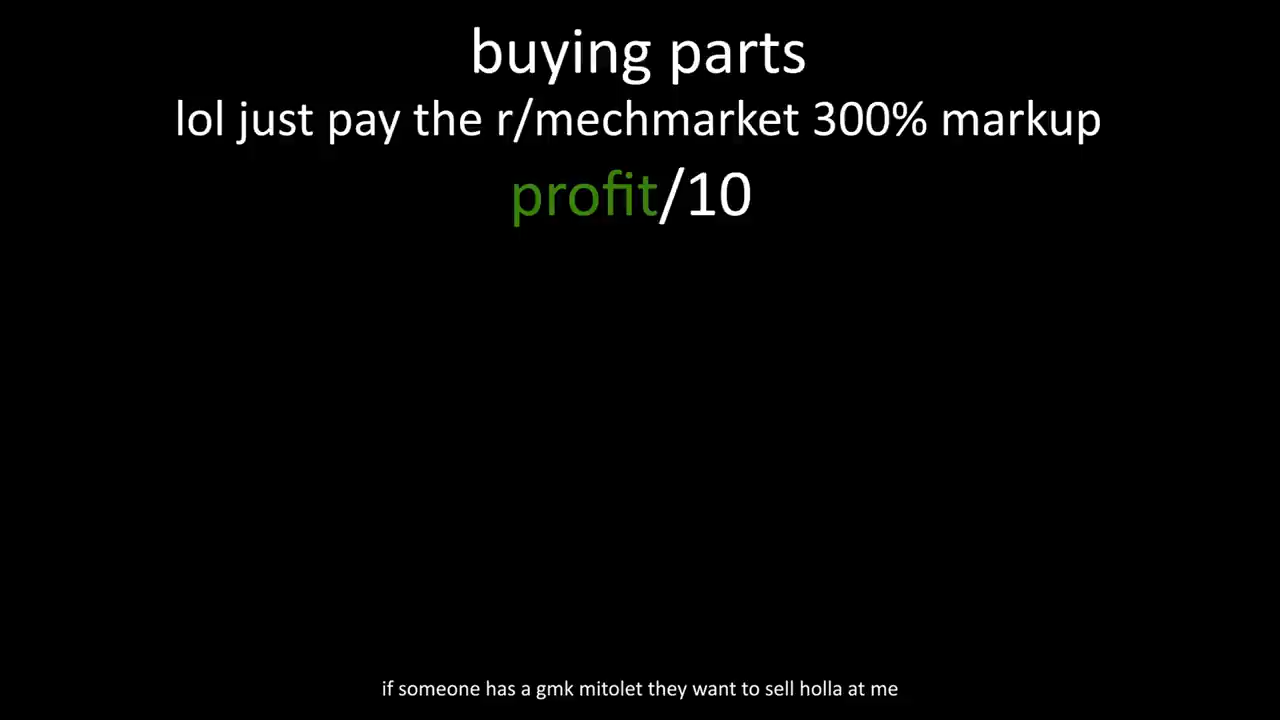 buying parts
lol just pay the r/mechmarket 300% markup
profit/10
if someone has a gmk mitolet they want to sell holla at me